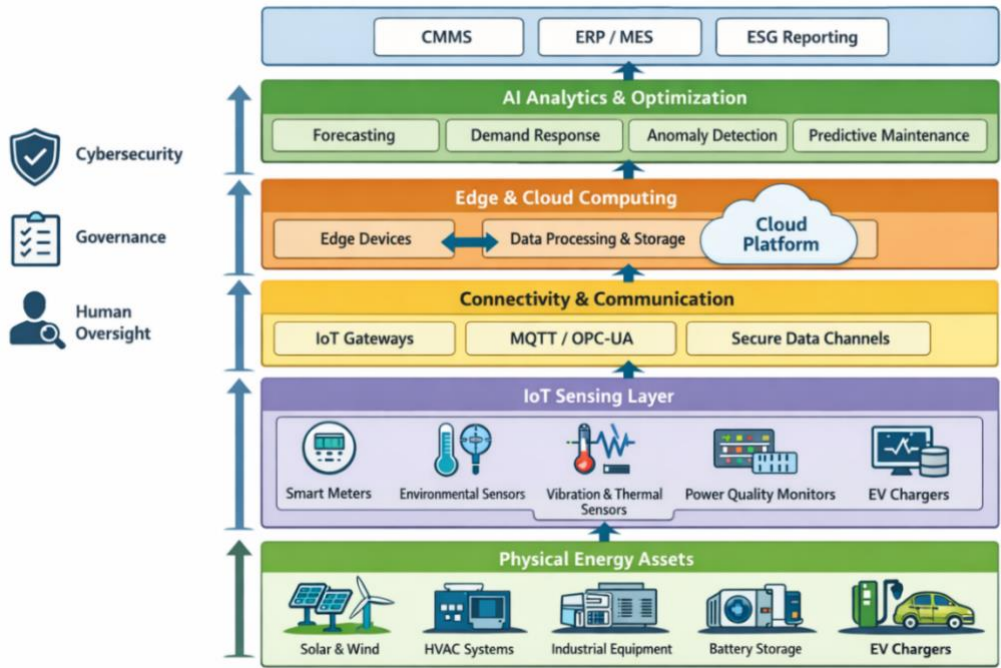 CMMS
ERP / MES
ESG Reporting
AI Analytics & Optimization
Forecasting
Demand Response
Anomaly Detection
Predictive Maintenance
Cybersecurity
Edge & Cloud Computing
Edge Devices
Data Processing & Storage
Cloud
Platform
Governance
Connectivity & Communication
IoT Gateways
MQTT / OPC-UA
Secure Data Channels
Human
Oversight
IoT Sensing Layer
Smart Meters
Environmental Sensors
Vibration & Thermal
Sensors
Power Quality Monitors
EV Chargers
Physical Energy Assets
Solar & Wind
HVAC Systems
Industrial Equipment
Battery Storage
EV Chargers